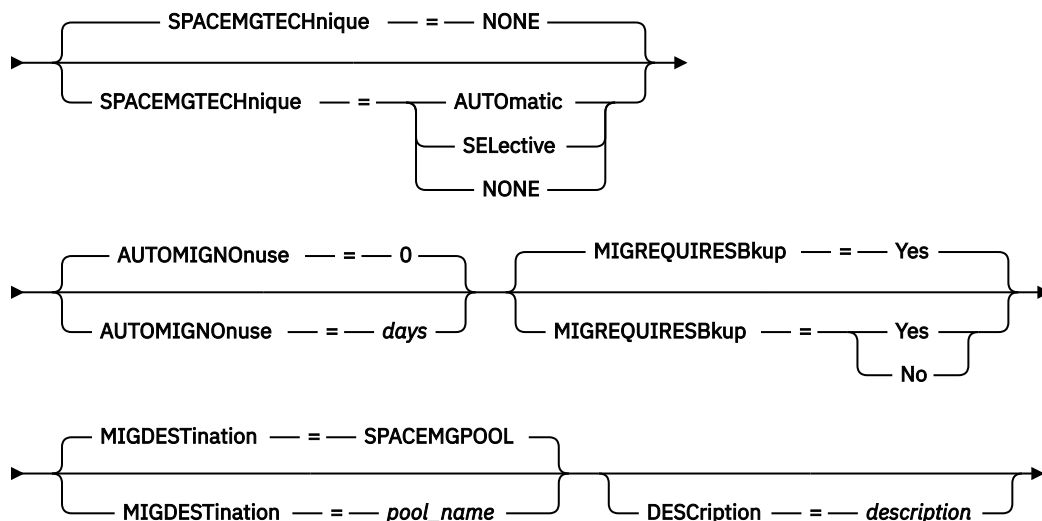 SPACEMGTECHnique = NONE
SPACEMGTECHnique = AUTOmatic
SELective
NONE
AUTOMIGNOnuse = 0
AUTOMIGNOnuse = days
MIGREQUIRESBkup = Yes
MIGREQUIRESBkup = Yes
No
MIGDESTination = SPACEMGPOOL
MIGDESTination = pool_name
DESCription = description